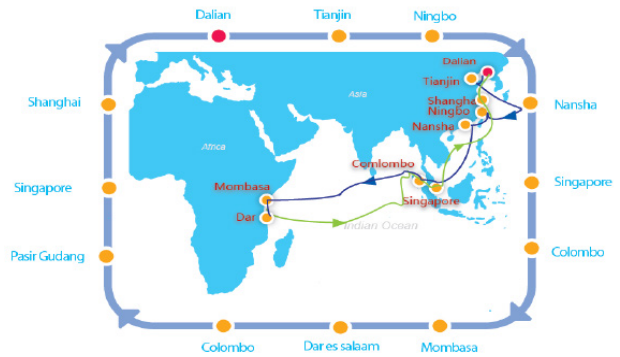 Dalian
Tianjin
Ningbo
Dalian
Tianjin
Asia
Shanghai
Shangha
Nansha
Ningbo
Nansha
Africa
Comlombo
Singapore
Mombasa
Singapore
Singapore
Dar
Indian Ocean
Pasir Gudang
Colombo
Colombo
Dar es salaam
Mombasa